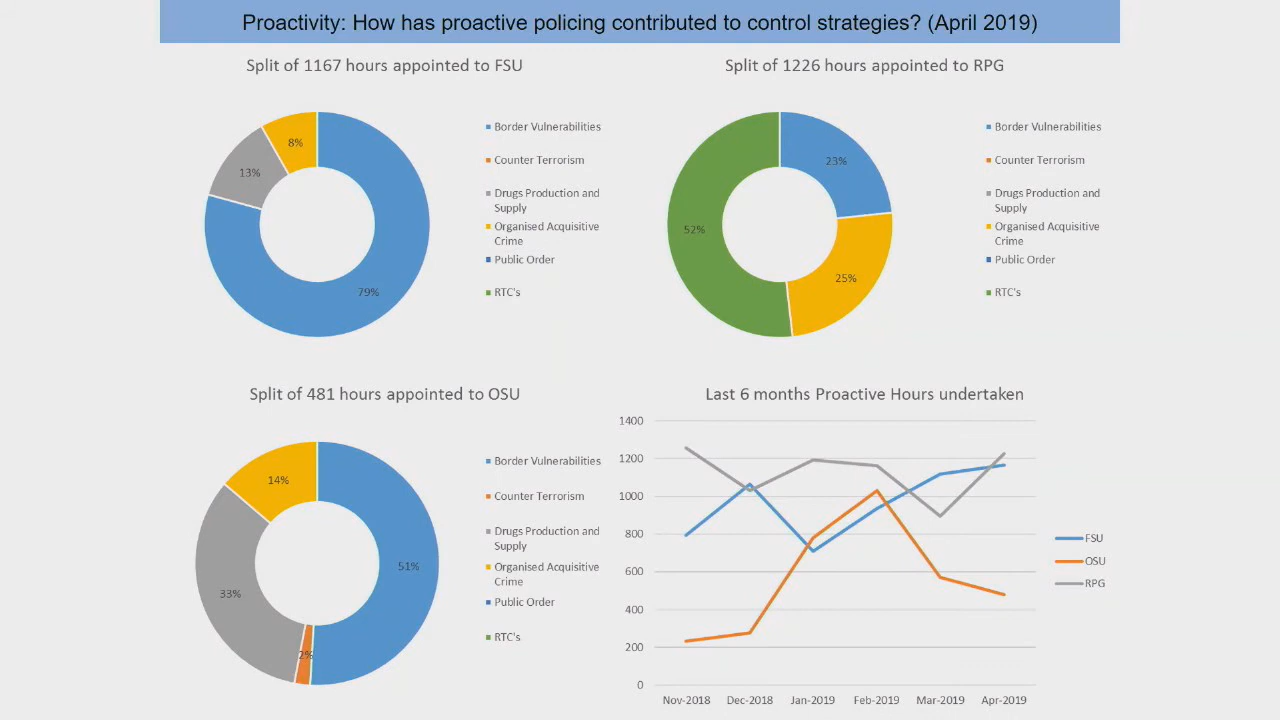 Proactivity: How has proactive policing contributed to control strategies? (April 2019)
Split of 1167 hours appointed to FSU
8%
13%
79%
Border Vulnerabilities
Counter Terrorism
Drugs Production and
Supply
Organised Acquisitive
Crime
Public Order
RTC's
Split of 1226 hours appointed to RPG
23%
52%
25%
Border Vulnerabilities
Counter Terrorism
Drugs Production and
Supply
Organised Acquisitive
Crime
Public Order
RTC's
Split of 481 hours appointed to OSU
14%
51%
33%
2%
Border Vulnerabilities
Counter Terrorism
Drugs Production and
Supply
Organised Acquisitive
Crime
Public Order
RTC's
Last 6 months Proactive Hours undertaken
1400
1200
1000
800
600
400
200
0
Nov-2018 Dec-2018 Jan-2019 Feb-2019 Mar-2019 Apr-2019
FSU
OSU
RPG